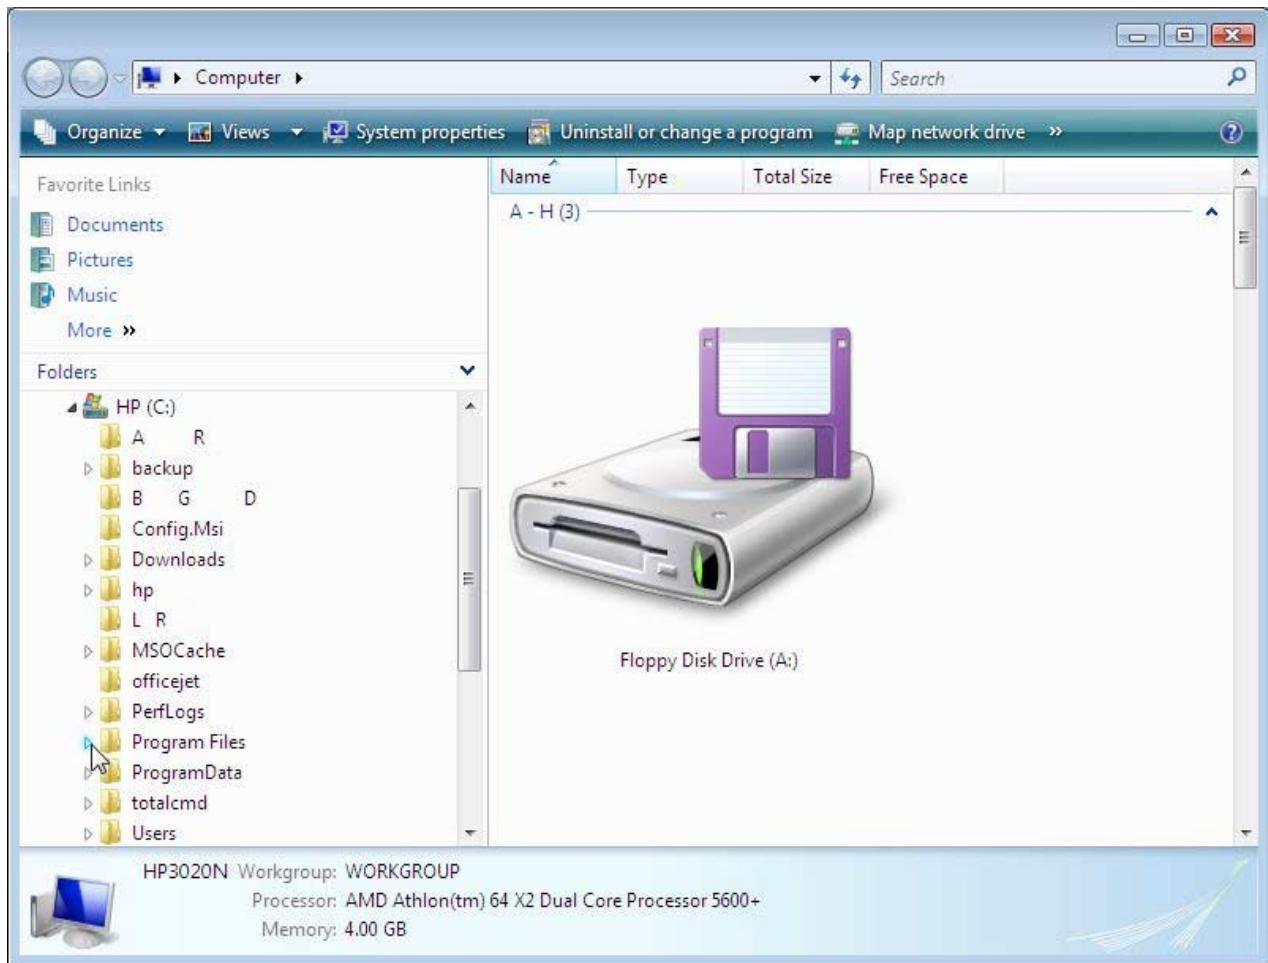 Computer
Search
Organize Views System properties Uninstall or change a program Map network drive »
Favorite Links
Documents
Pictures
Music
More »
Folders
HP (C:)
A R
backup
B G D
Config.Msi
Downloads
hp
L R
MSOCache
officejet
PerfLogs
Program Files
ProgramData
totalcmd
Users
Name Type Total Size Free Space
A - H (3)
Floppy Disk Drive (A:)
HP3020N Workgroup: WORKGROUP
Processor: AMD Athlon(tm) 64 X2 Dual Core Processor 5600+
Memory: 4.00 GB